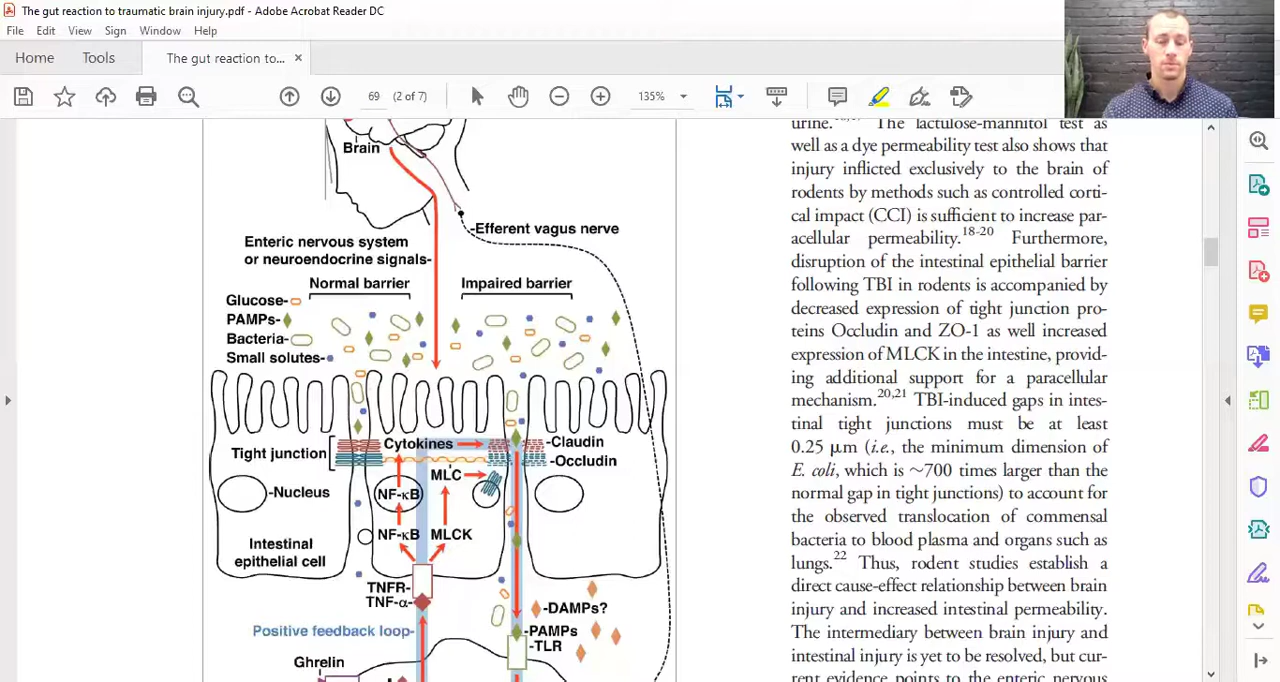 The gut reaction to traumatic brain injury.pdf - Adobe Acrobat Reader DC
File Edit View Sign Window Help
Home Tools The gut reaction to... ×
69 (2 of 7) 135%
Brain
-Efferent vagus nerve
Enteric nervous system
or neuroendocrine signals-
Normal barrier Impaired barrier
Glucose-
PAMPs-
Bacteria-
Small solutes-
Cytokines -Claudin
Tight junction
-Occludin
MLC
-Nucleus NF-κB
NF-κB MLCK
Intestinal
epithelial cell
TNFR-
TNF-α-
-DAMPs?
Positive feedback loop-
-PAMPs
-TLR
Ghrelin
urine. The lactulose-mannitol test as
well as a dye permeability test also shows that
injury inflicted exclusively to the brain of
rodents by methods such as controlled corti-
cal impact (CCI) is sufficient to increase par-
acellular permeability.18-20 Furthermore,
disruption of the intestinal epithelial barrier
following TBI in rodents is accompanied by
decreased expression of tight junction pro-
teins Occludin and ZO-1 as well increased
expression of MLCK in the intestine, provid-
ing additional support for a paracellular
mechanism.20,21 TBI-induced gaps in intes-
tinal tight junctions must be at least
0.25 μm (i.e., the minimum dimension of
E. coli, which is ~700 times larger than the
normal gap in tight junctions) to account for
the observed translocation of commensal
bacteria to blood plasma and organs such as
lungs.22 Thus, rodent studies establish a
direct cause-effect relationship between brain
injury and increased intestinal permeability.
The intermediary between brain injury and
intestinal injury is yet to be resolved, but cur-
rent evidence points to the enteric nervous